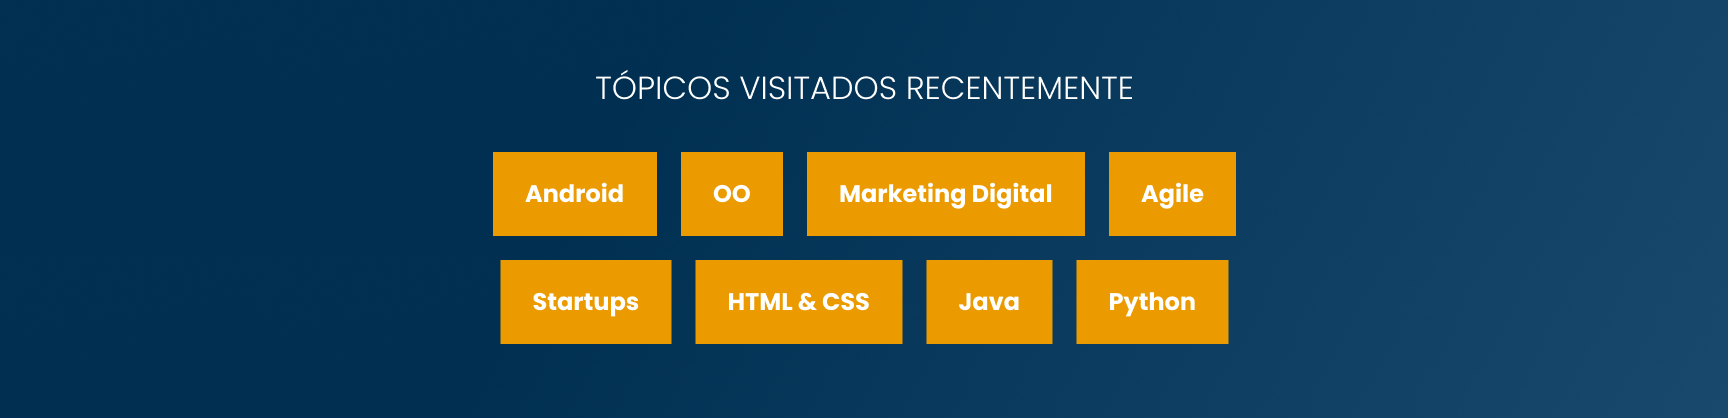 TÓPICOS VISITADOS RECENTEMENTE
Android OO Marketing Digital Agile
Startups HTML & CSS Java Python